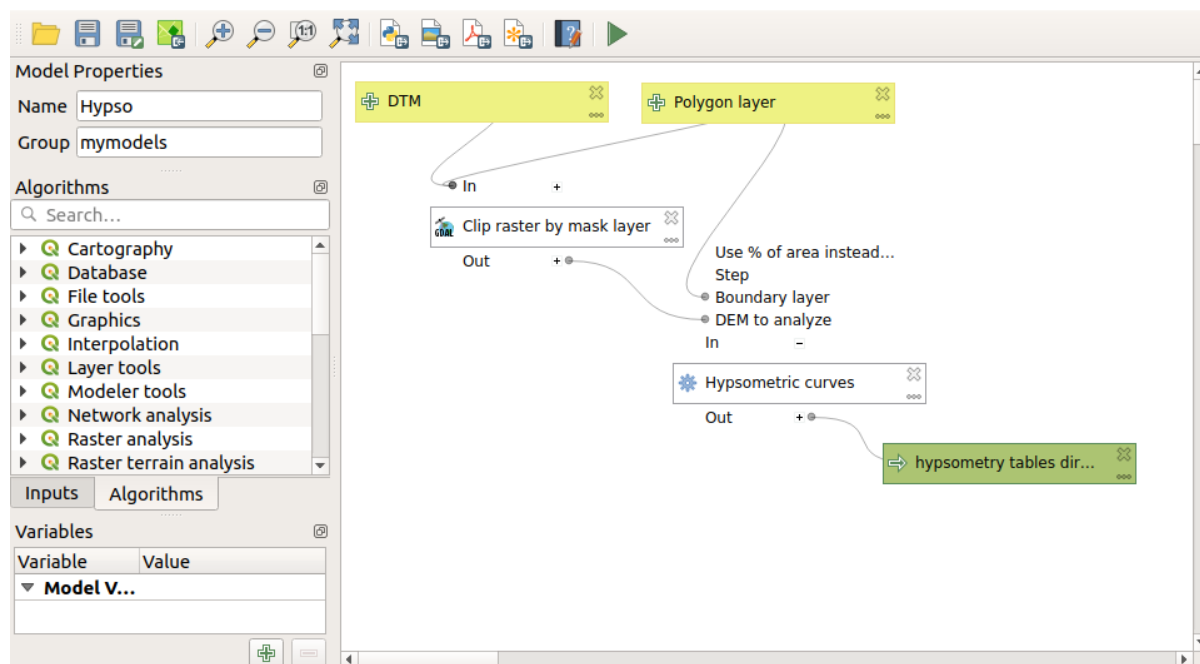 1:1
Model Properties
Name Hypso
Group mymodels
Algorithms
Search...
Cartography
Database
File tools
Graphics
Interpolation
Layer tools
Modeler tools
Network analysis
Raster analysis
Raster terrain analysis
Inputs Algorithms
Variables
Variable Value
Model V...
DTM
Polygon layer
In +
GDAL Clip raster by mask layer
Out +
Use % of area instead...
Step
Boundary layer
DEM to analyze
In -
Hypsometric curves
Out +
hypsometry tables dir...